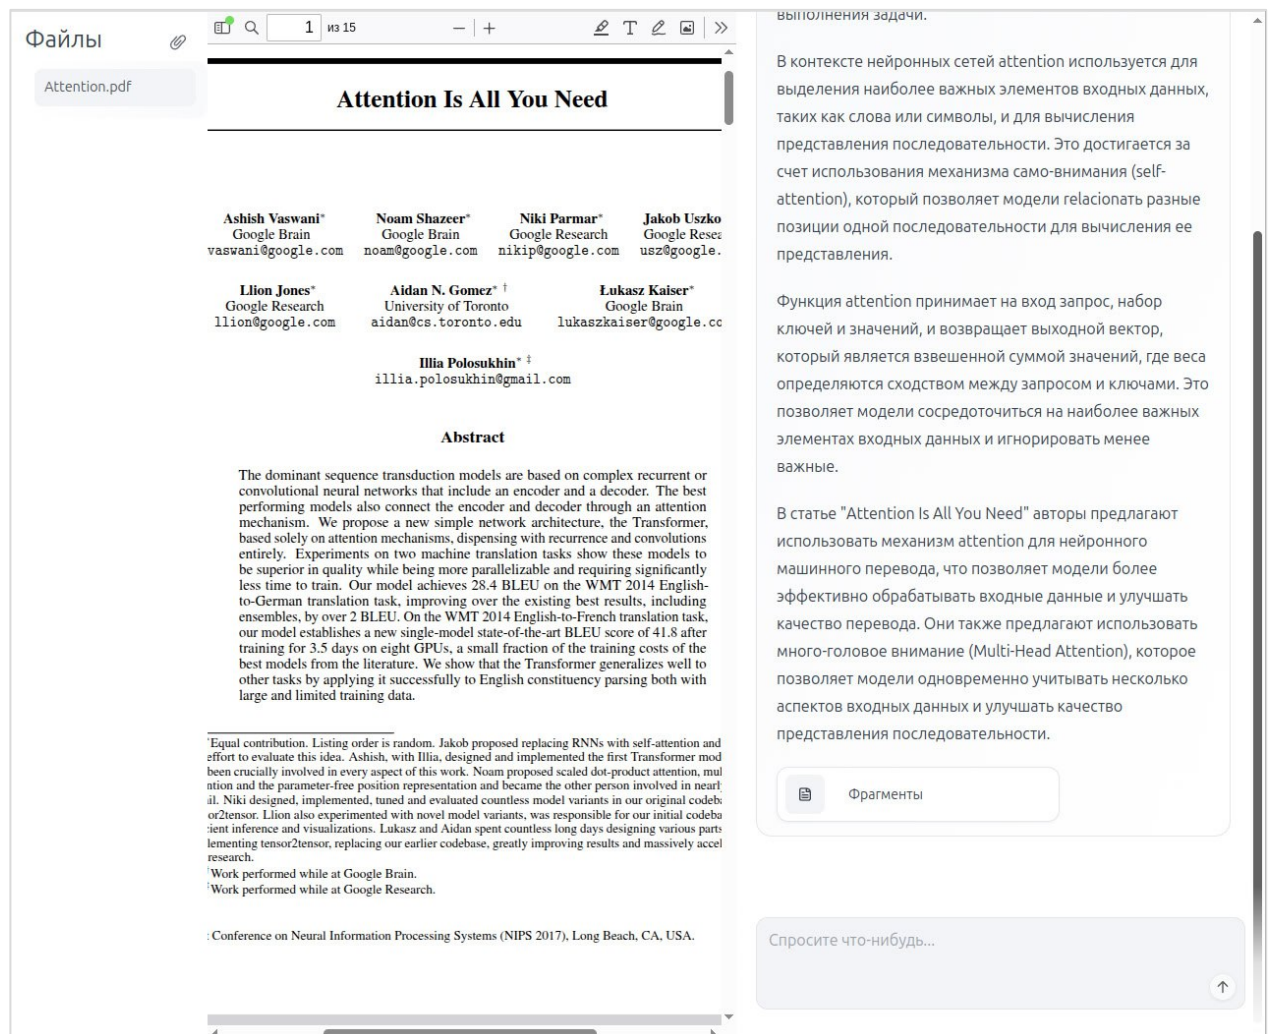 Файлы
Attention.pdf
1 из 15
Attention Is All You Need
Ashish Vaswani* Noam Shazeer* Niki Parmar* Jakob Uszko
Google Brain Google Brain Google Research Google Resea
vaswani@google.com noam@google.com nikip@google.com usz@google.
Llion Jones* Aidan N. Gomez* † Łukasz Kaiser*
Google Research University of Toronto Google Brain
llion@google.com aidan@cs.toronto.edu lukaszkaiser@google.co
Illia Polosukhin* ‡
illia.polosukhin@gmail.com
Abstract
The dominant sequence transduction models are based on complex recurrent or
convolutional neural networks that include an encoder and a decoder. The best
performing models also connect the encoder and decoder through an attention
mechanism. We propose a new simple network architecture, the Transformer,
based solely on attention mechanisms, dispensing with recurrence and convolutions
entirely. Experiments on two machine translation tasks show these models to
be superior in quality while being more parallelizable and requiring significantly
less time to train. Our model achieves 28.4 BLEU on the WMT 2014 English-
to-German translation task, improving over the existing best results, including
ensembles, by over 2 BLEU. On the WMT 2014 English-to-French translation task,
our model establishes a new single-model state-of-the-art BLEU score of 41.8 after
training for 3.5 days on eight GPUs, a small fraction of the training costs of the
best models from the literature. We show that the Transformer generalizes well to
other tasks by applying it successfully to English constituency parsing both with
large and limited training data.
*Equal contribution. Listing order is random. Jakob proposed replacing RNNs with self-attention and
effort to evaluate this idea. Ashish, with Illia, designed and implemented the first Transformer mod
been crucially involved in every aspect of this work. Noam proposed scaled dot-product attention, mul
ntion and the parameter-free position representation and became the other person involved in nearl
il. Niki designed, implemented, tuned and evaluated countless model variants in our original codeba
or2tensor. Llion also experimented with novel model variants, was responsible for our initial codeba
ient inference and visualizations. Lukasz and Aidan spent countless long days designing various parts
lementing tensor2tensor, replacing our earlier codebase, greatly improving results and massively accel
research.
†Work performed while at Google Brain.
‡Work performed while at Google Research.
t Conference on Neural Information Processing Systems (NIPS 2017), Long Beach, CA, USA.
выполнения задачи.
В контексте нейронных сетей attention используется для
выделения наиболее важных элементов входных данных,
таких как слова или символы, и для вычисления
представления последовательности. Это достигается за
счет использования механизма само-внимания (self-
attention), который позволяет модели relacionать разные
позиции одной последовательности для вычисления ее
представления.
Функция attention принимает на вход запрос, набор
ключей и значений, и возвращает выходной вектор,
который является взвешенной суммой значений, где веса
определяются сходством между запросом и ключами. Это
позволяет модели сосредоточиться на наиболее важных
элементах входных данных и игнорировать менее
важные.
В статье "Attention Is All You Need" авторы предлагают
использовать механизм attention для нейронного
машинного перевода, что позволяет модели более
эффективно обрабатывать входные данные и улучшать
качество перевода. Они также предлагают использовать
много-головое внимание (Multi-Head Attention), которое
позволяет модели одновременно учитывать несколько
аспектов входных данных и улучшать качество
представления последовательности.
Фрагменты
Спросите что-нибудь...